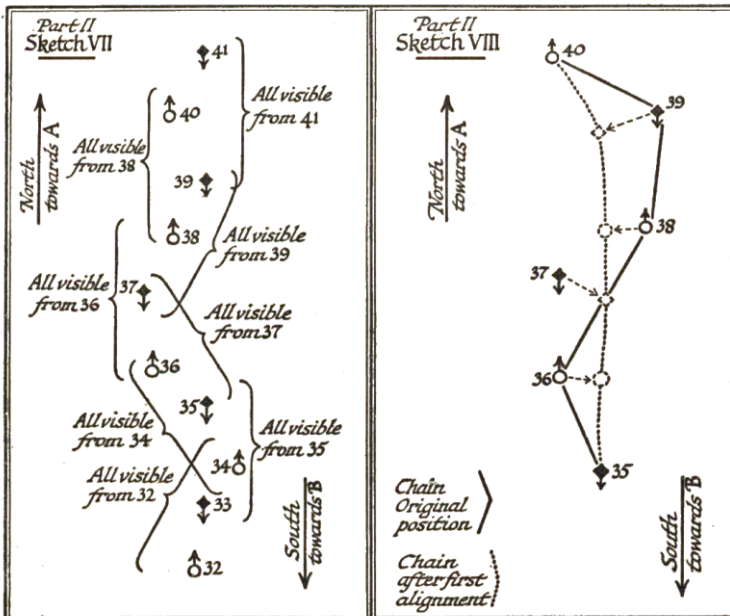 Part II
Sketch VII
41
All visible
from 41
40
All visible
from 38
North
towards A
39
38
All visible
from 39
All visible
from 36
37
All visible
from 37
36
35
All visible
from 34
All visible
from 35
34
All visible
from 32
33
South
towards B
32
Part II
Sketch VIII
40
39
North
towards A
38
37
36
35
Chain
Original
position
South
towards B
Chain
after first
alignment